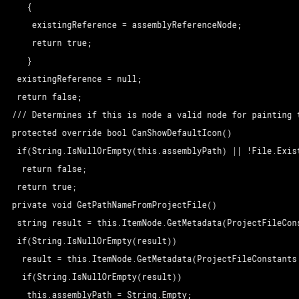 {
existingReference = assemblyReferenceNode;
return true;
}
existingReference = null;
return false;
/// Determines if this is node a valid node for painting
protected override bool CanShowDefaultIcon()
if(String.IsNullOrEmpty(this.assemblyPath) || !File.Exist
return false;
return true;
private void GetPathNameFromProjectFile()
string result = this.ItemNode.GetMetadata(ProjectFileCons
if(String.IsNullOrEmpty(result))
result = this.ItemNode.GetMetadata(ProjectFileConstants
if(String.IsNullOrEmpty(result))
this.assemblyPath = String.Empty;